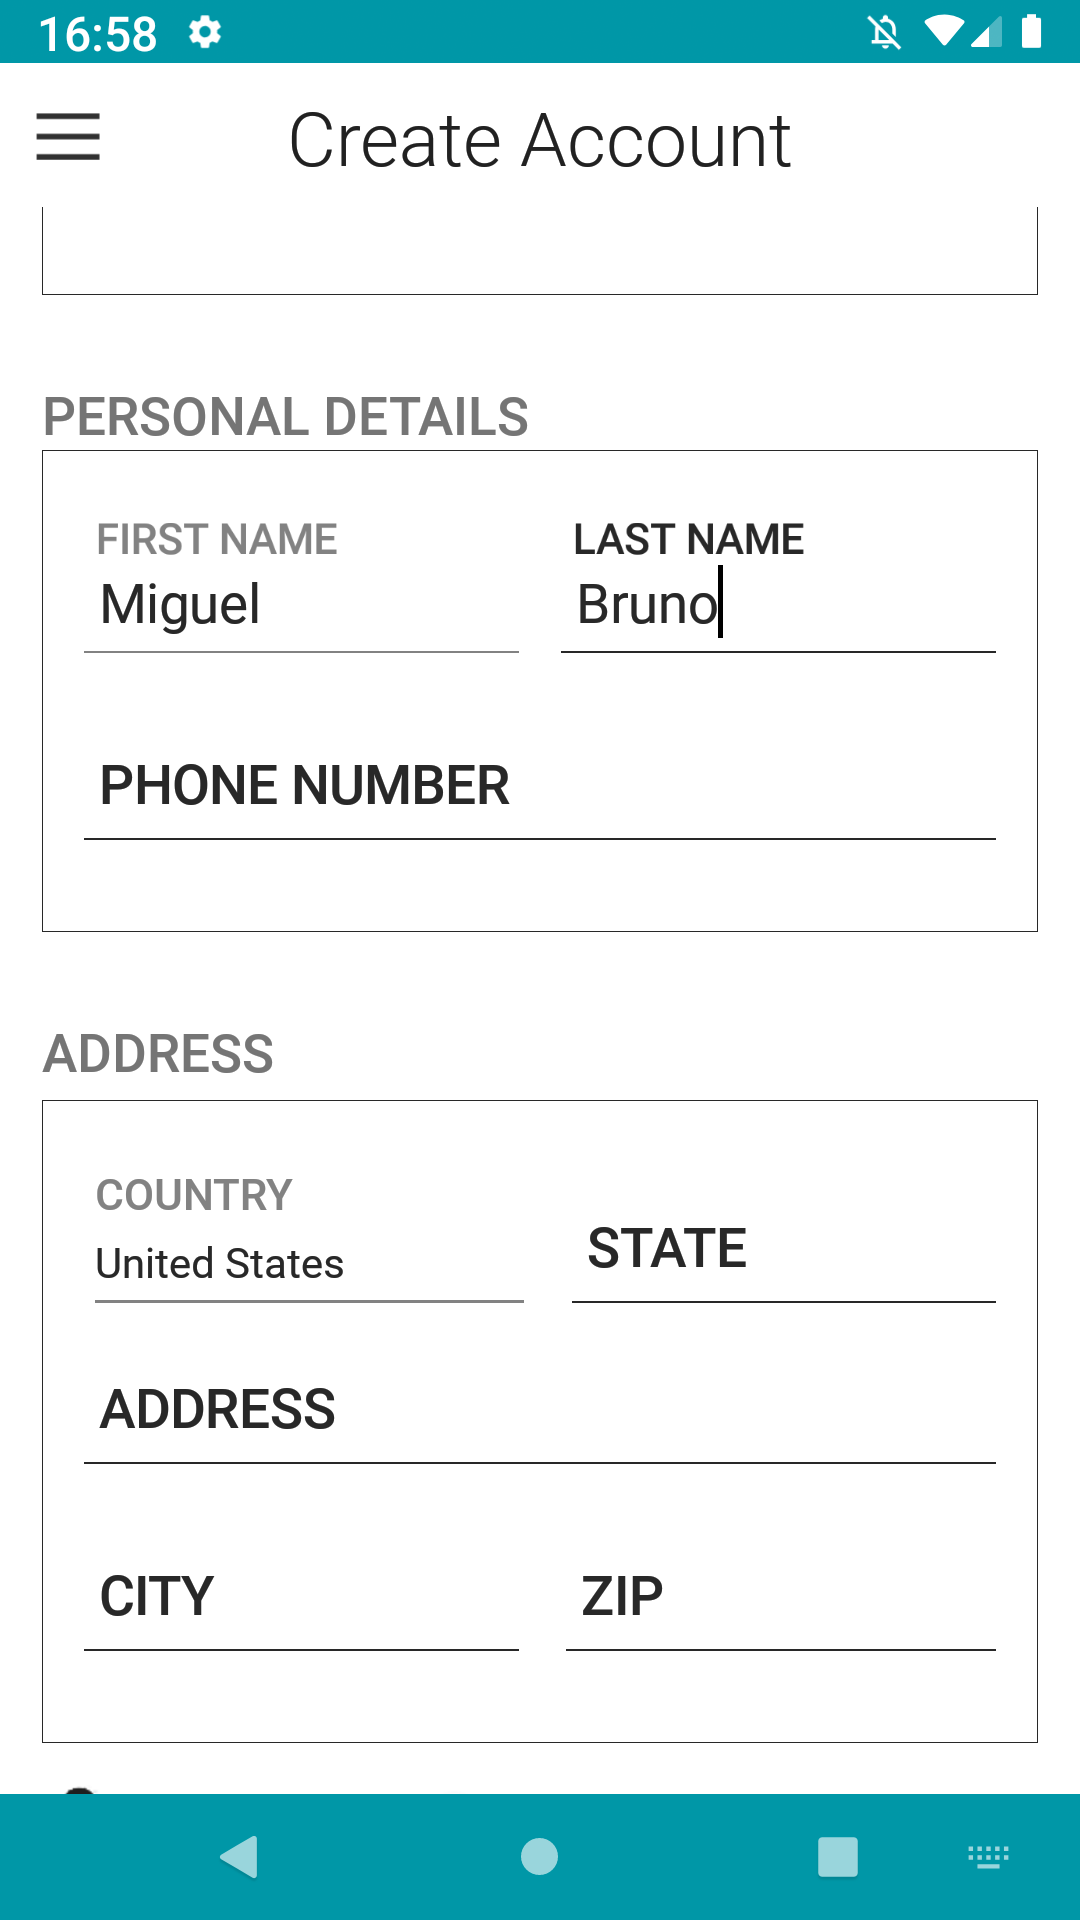 16:58
Create Account
PERSONAL DETAILS
FIRST NAME
LAST NAME
Miguel
Bruno
PHONE NUMBER
ADDRESS
COUNTRY
United States
STATE
ADDRESS
CITY
ZIP